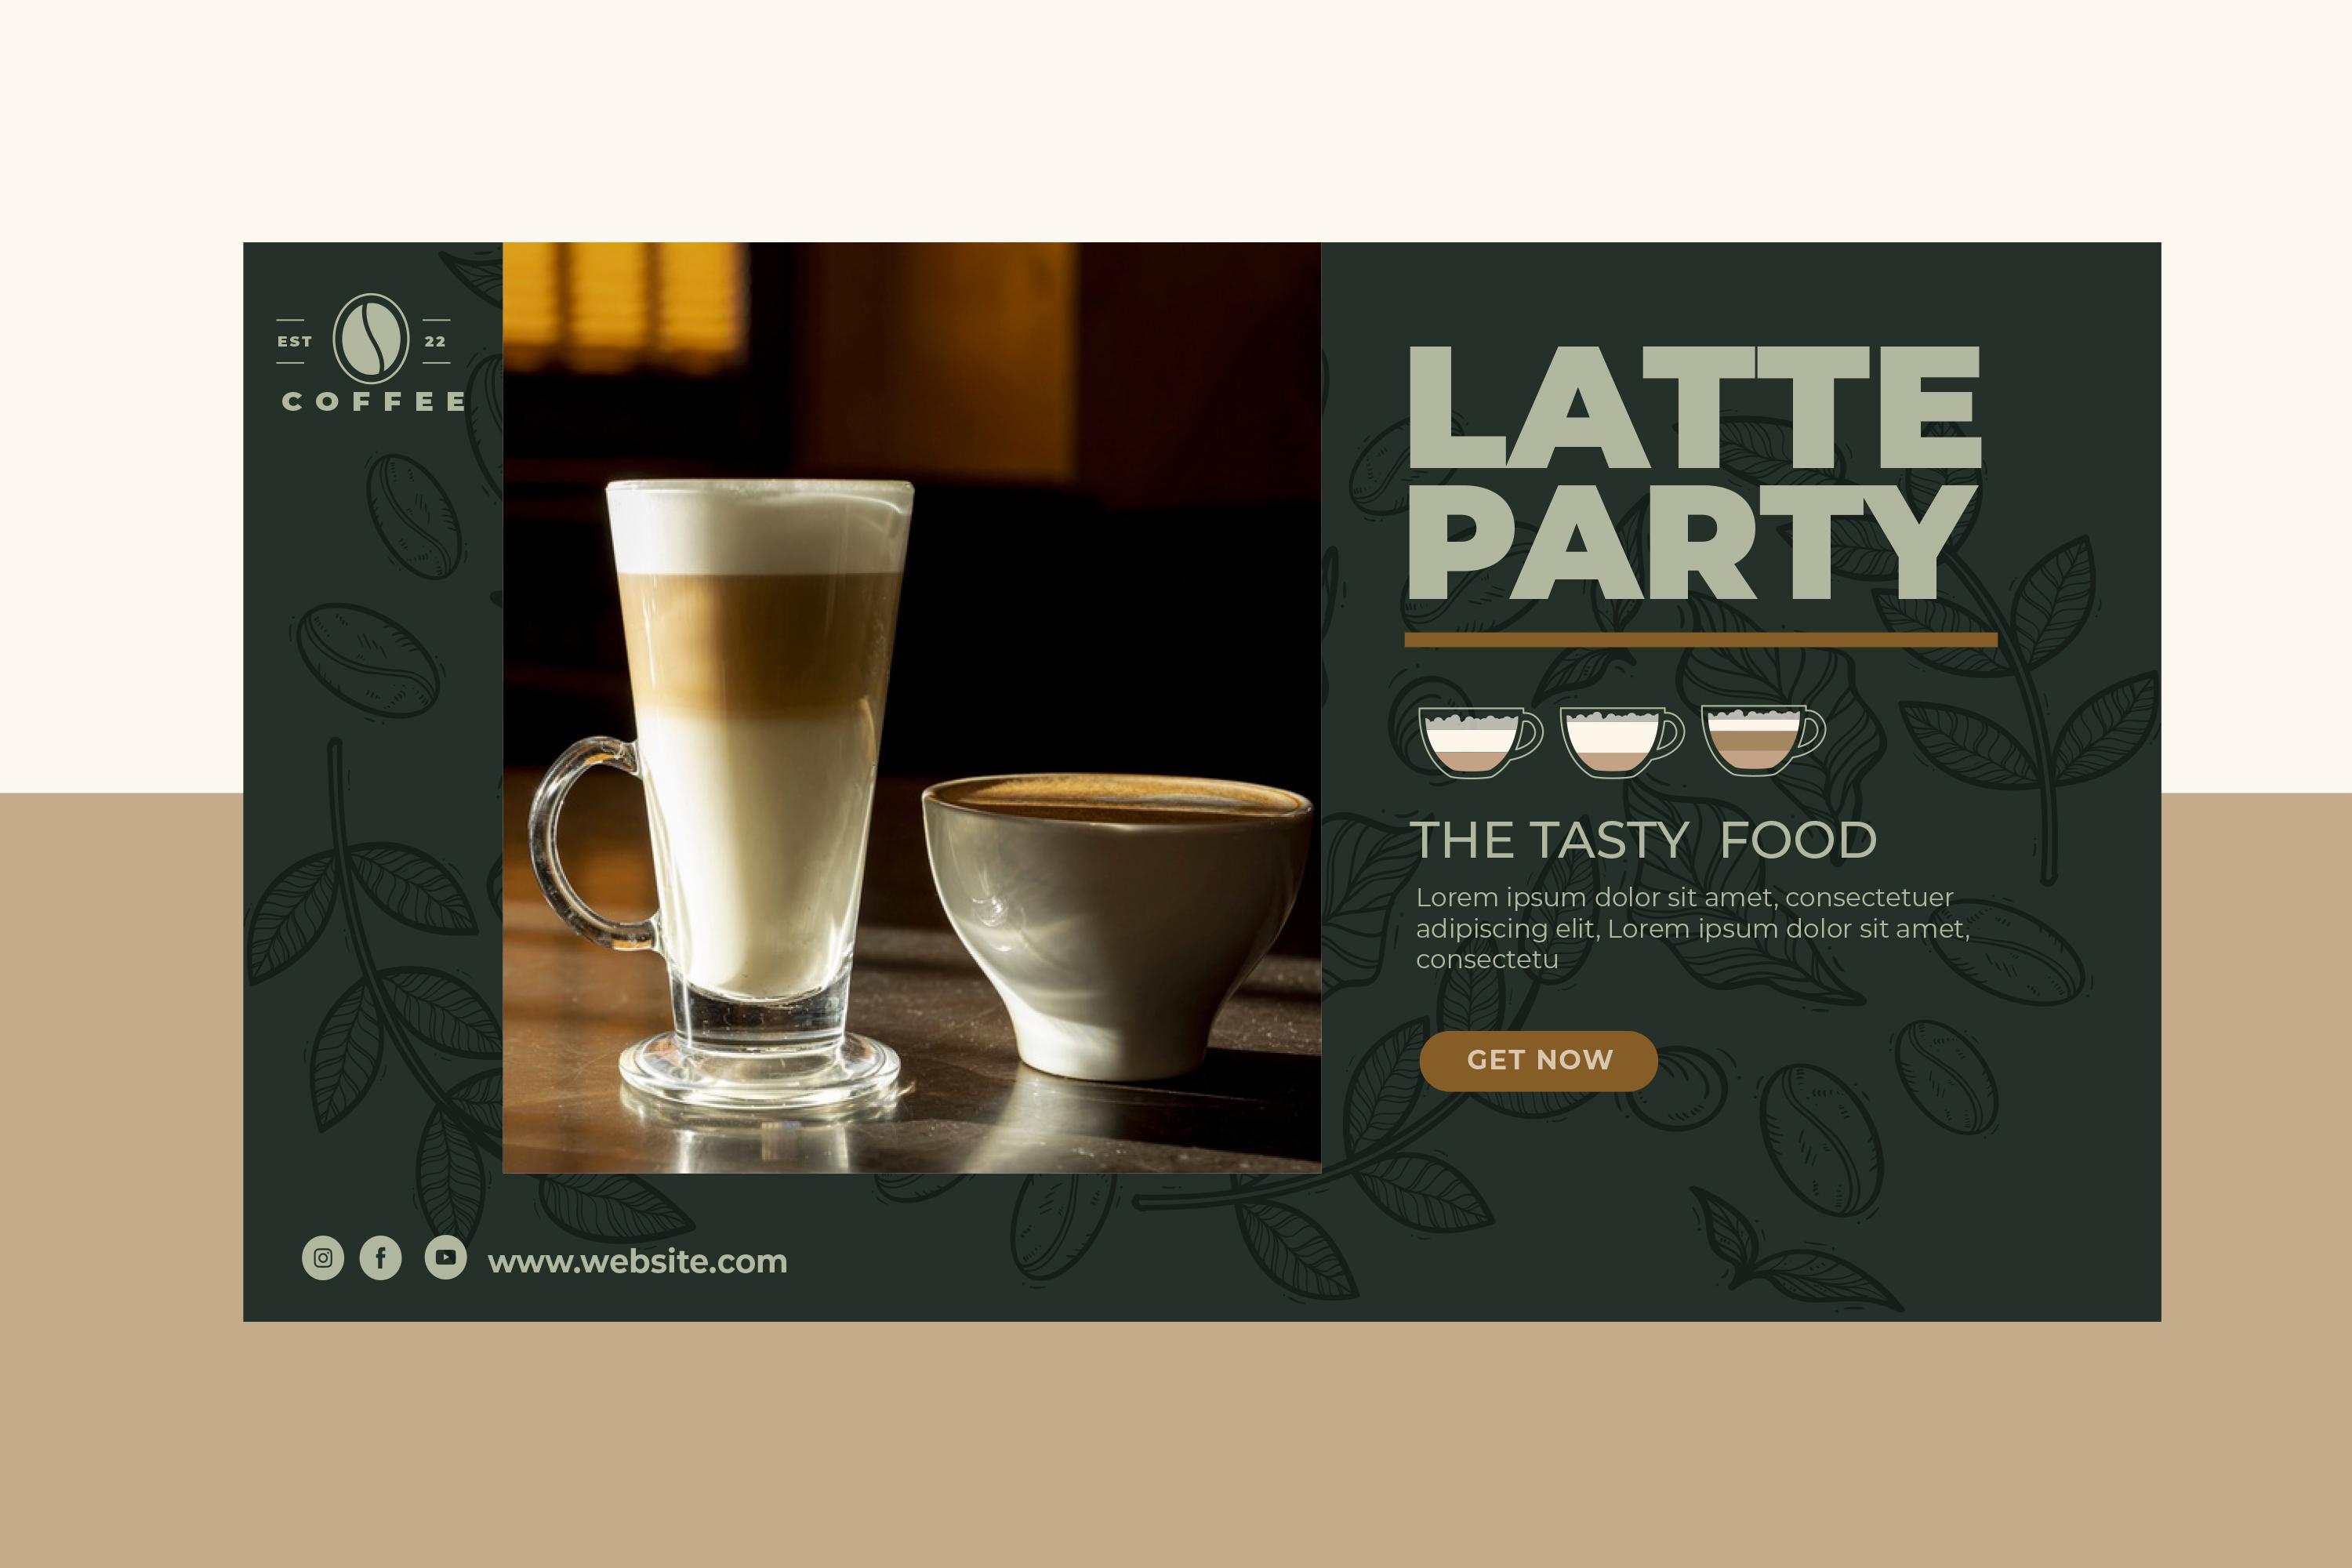 EST 22
COFFEE
LATTE
PARTY
THE TASTY  FOOD
Lorem ipsum dolor sit amet, consectetuer
adipiscing elit, Lorem ipsum dolor sit amet,
consectetu
GET NOW
www.website.com